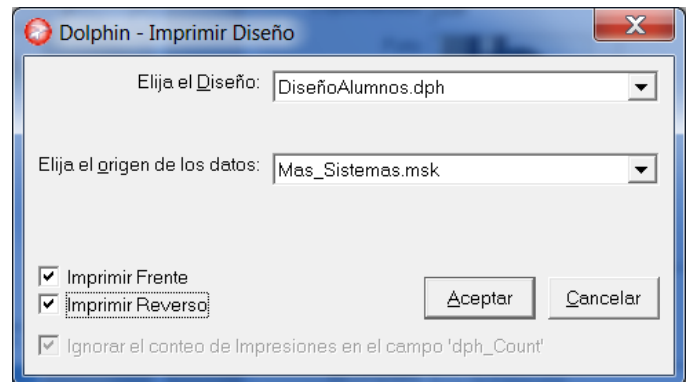 Dolphin - Imprimir Diseño
Elija el Diseño: DiseñoAlumnos.dph
Elija el origen de los datos: Mas_Sistemas.msk
Imprimir Frente
Imprimir Reverso
Aceptar Cancelar
Ignorar el conteo de Impresiones en el campo 'dph_Count'